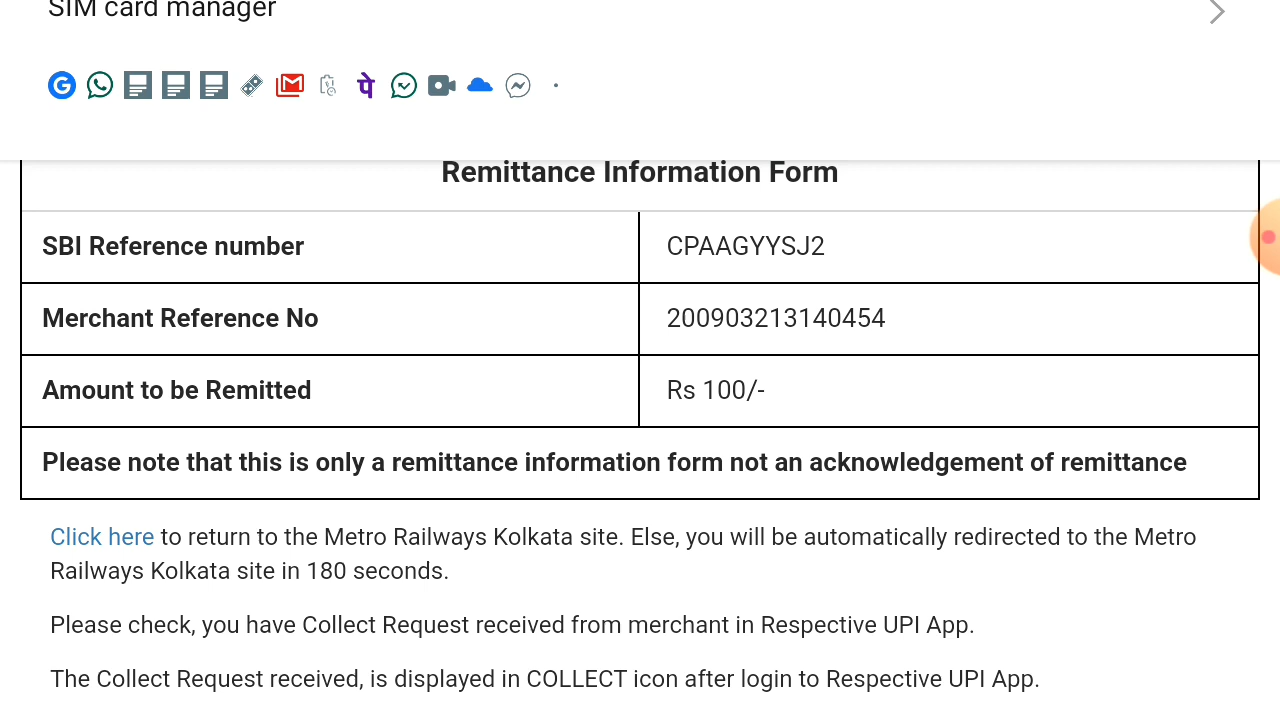 SIM card manager
Remittance Information Form
SBI Reference number CPAAGYYSJ2
Merchant Reference No 200903213140454
Amount to be Remitted Rs 100/-
Please note that this is only a remittance information form not an acknowledgement of remittance
Click here to return to the Metro Railways Kolkata site. Else, you will be automatically redirected to the Metro
Railways Kolkata site in 180 seconds.
Please check, you have Collect Request received from merchant in Respective UPI App.
The Collect Request received, is displayed in COLLECT icon after login to Respective UPI App.